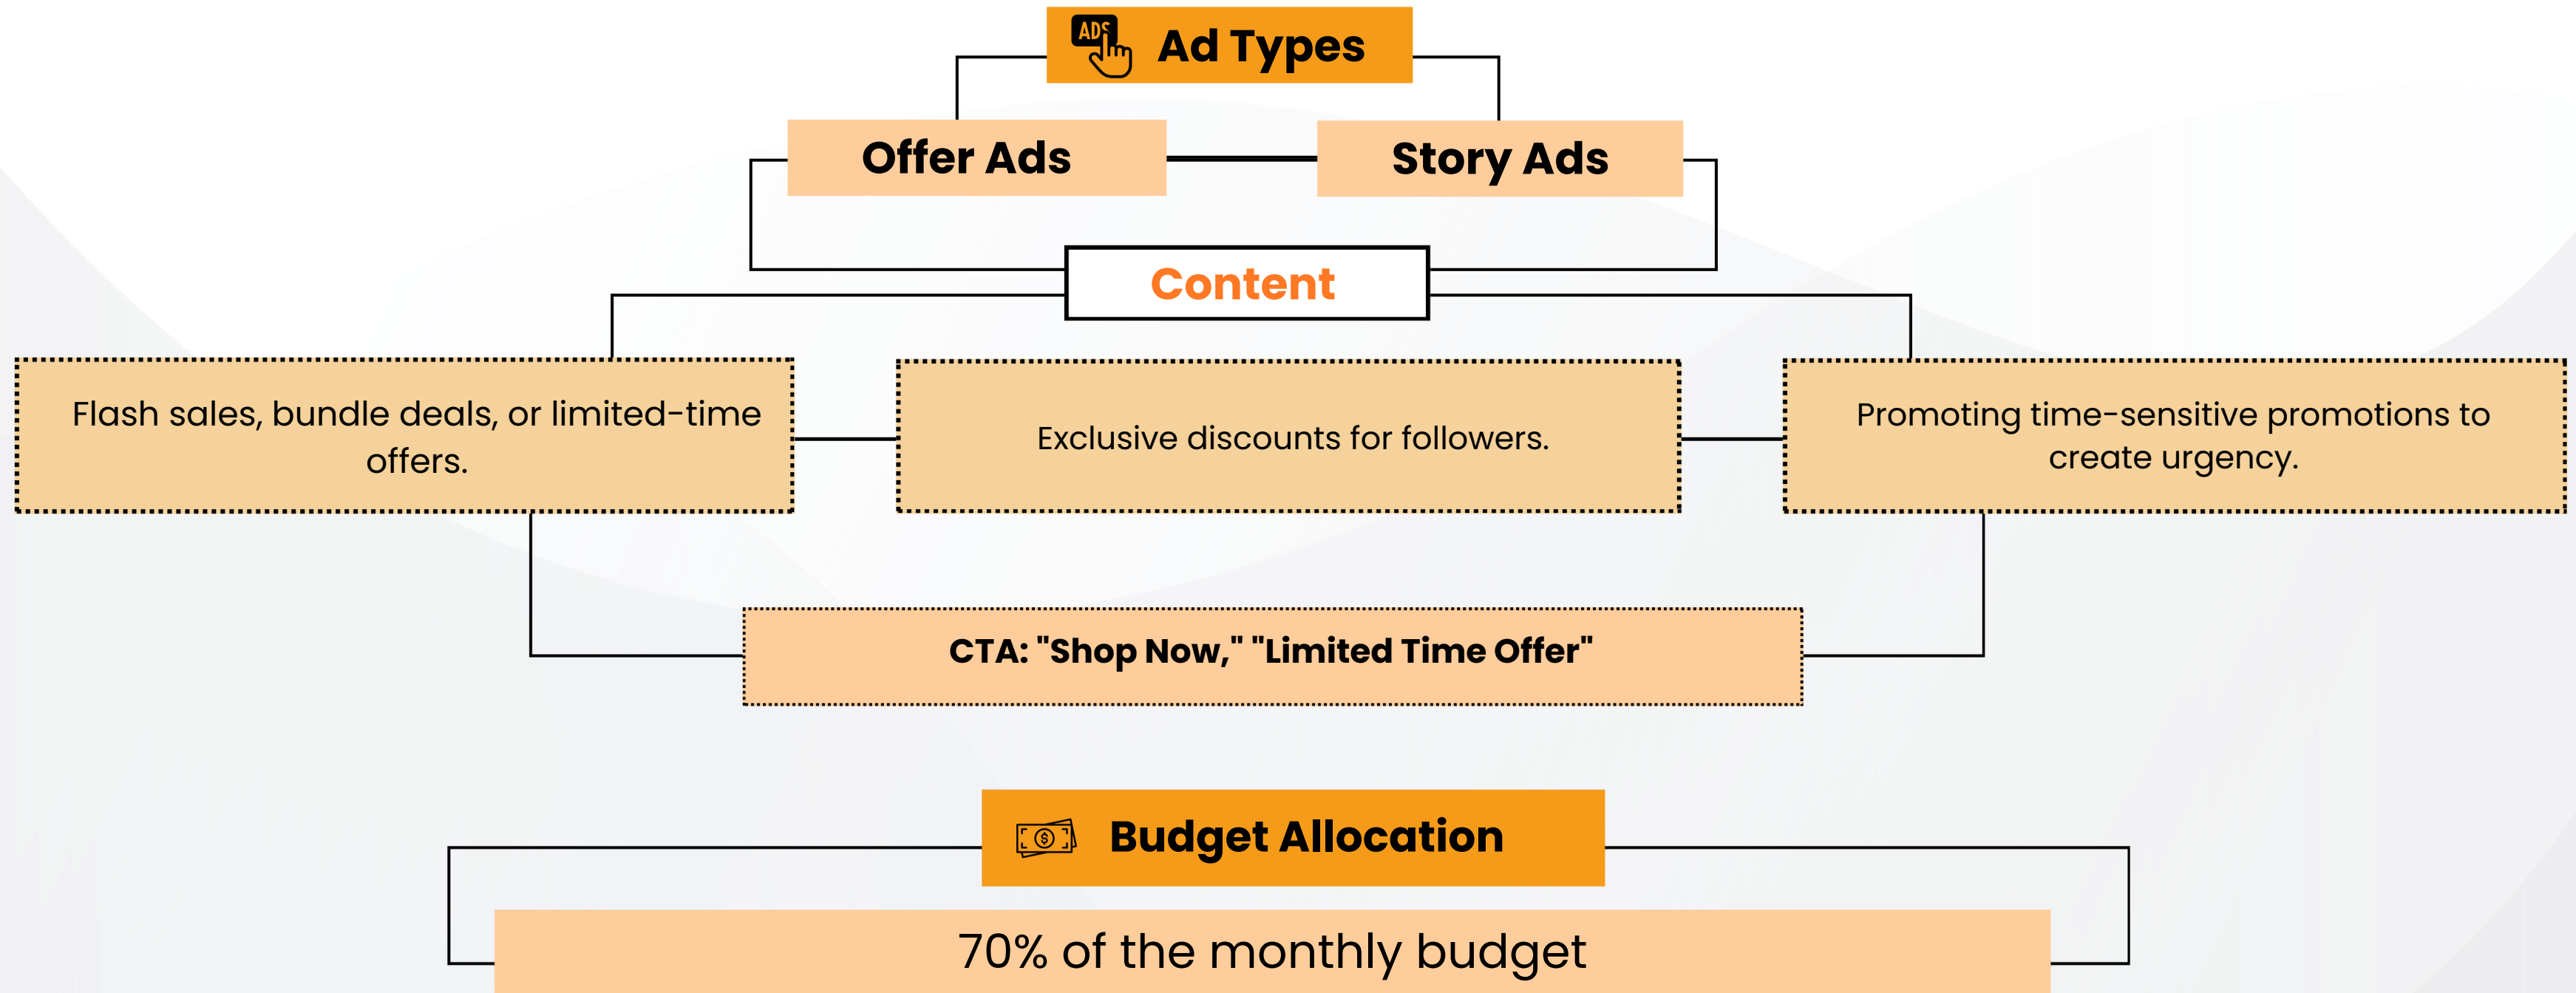 ADS
Ad Types
Offer Ads
Story Ads
Content
Flash sales, bundle deals, or limited-time
offers.
Exclusive discounts for followers.
Promoting time-sensitive promotions to
create urgency.
CTA: "Shop Now," "Limited Time Offer"
$
Budget Allocation
70% of the monthly budget